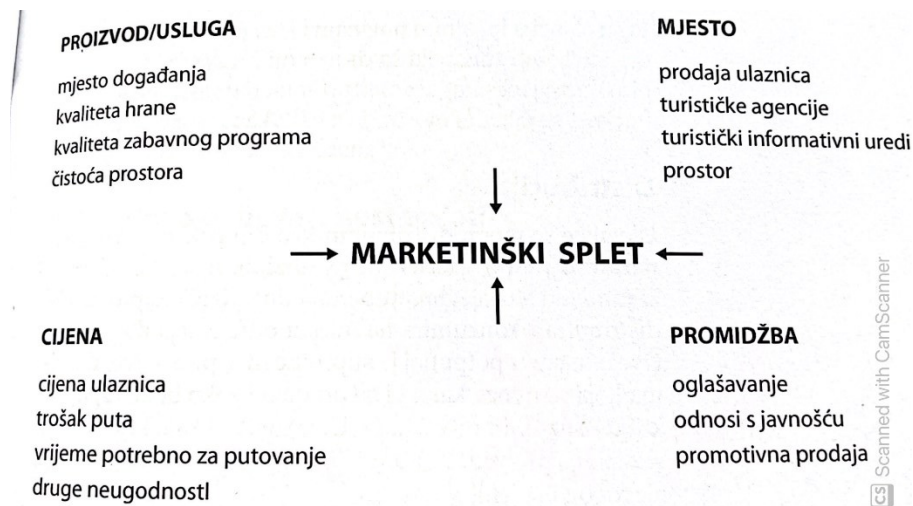 PROIZVOD/USLUGA
mjesto događanja
kvaliteta hrane
kvaliteta zabavnog programa
čistoća prostora
MJESTO
prodaja ulaznica
turističke agencije
turistički informativni uredi
prostor
MARKETINŠKI SPLET
CIJENA
cijena ulaznica
trošak puta
vrijeme potrebno za putovanje
druge neugodnostI
PROMIDŽBA
oglašavanje
odnosi s javnošću
promotivna prodaja
CS Scanned with CamScanner